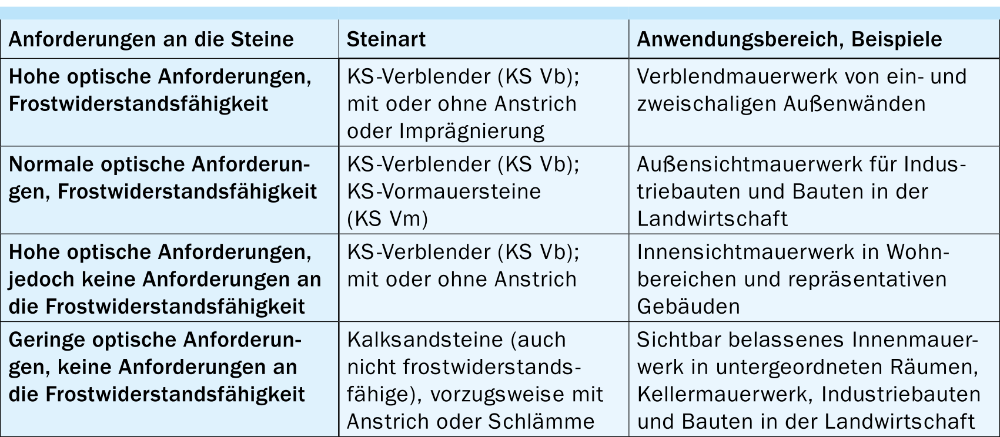 Anforderungen an die Steine
Steinart
Anwendungsbereich, Beispiele
Hohe optische Anforderungen,
Frostwiderstandsfähigkeit
KS-Verblender (KS Vb);
mit oder ohne Anstrich
oder Imprägnierung
Verblendmauerwerk von ein- und
zweischaligen Außenwänden
Normale optische Anforderun-
gen, Frostwiderstandsfähigkeit
KS-Verblender (KS Vb);
KS-Vormauersteine
(KS Vm)
Außensichtmauerwerk für Indus-
triebauten und Bauten in der
Landwirtschaft
Hohe optische Anforderungen,
jedoch keine Anforderungen an
die Frostwiderstandsfähigkeit
KS-Verblender (KS Vb);
mit oder ohne Anstrich
Innensichtmauerwerk in Wohn-
bereichen und repräsentativen
Gebäuden
Geringe optische Anforderun-
gen, keine Anforderungen an
die Frostwiderstandsfähigkeit
Kalksandsteine (auch
nicht frostwiderstands-
fähige), vorzugsweise mit
Anstrich oder Schlämme
Sichtbar belassenes Innenmauer-
werk in untergeordneten Räumen,
Kellermauerwerk, Industriebauten
und Bauten in der Landwirtschaft